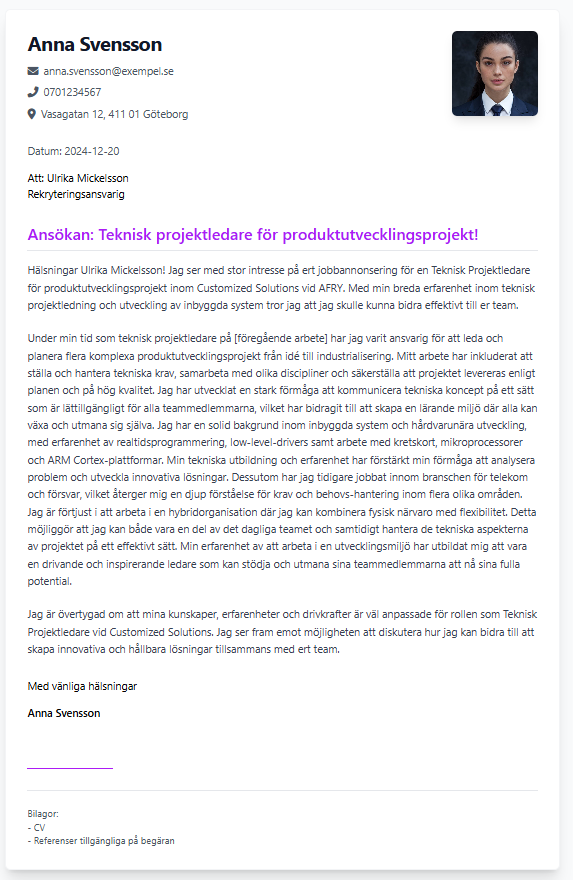 Anna Svensson
anna.svensson@exempel.se
0701234567
Vasagatan 12, 411 01 Göteborg
Datum: 2024-12-20
Att: Ulrika Mickelsson
Rekryteringsansvarig
Ansökan: Teknisk projektledare för produktutvecklingsprojekt!
Hälsningar Ulrika Mickelsson! Jag ser med stor intresse på ert jobbannonsering för en Teknisk Projektledare
för produktutvecklingsprojekt inom Customized Solutions vid AFRY. Med min breda erfarenhet inom teknisk
projektledning och utveckling av inbyggda system tror jag att jag skulle kunna bidra effektivt till er team.
Under min tid som teknisk projektledare på [föregående arbete] har jag varit ansvarig för att leda och
planera flera komplexa produktutvecklingsprojekt från idé till industrialisering. Mitt arbete har inkluderat att
ställa och hantera tekniska krav, samarbeta med olika discipliner och säkerställa att projektet levereras enligt
planen och på hög kvalitet. Jag har utvecklat en stark förmåga att kommunicera tekniska koncept på ett sätt
som är lättillgängligt för alla teammedlemmarna, vilket har bidragit till att skapa en lärande miljö där alla kan
växa och utmana sig själva. Jag har en solid bakgrund inom inbyggda system och hårdvarunära utveckling,
med erfarenhet av realtidsprogrammering, low-level-drivers samt arbete med kretskort, mikroprocessorer
och ARM Cortex-plattformar. Min tekniska utbildning och erfarenhet har förstärkt min förmåga att analysera
problem och utveckla innovativa lösningar. Dessutom har jag tidigare jobbat innom branschen för telekom
och försvar, vilket återger mig en djup förståelse för krav och behovs-hantering inom flera olika områden.
Jag är förtjust i att arbeta i en hybridorganisation där jag kan kombinera fysisk närvaro med flexibilitet. Detta
möjliggör att jag kan både vara en del av det dagliga teamet och samtidigt hantera de tekniska aspekterna
av projektet på ett effektivt sätt. Min erfarenhet av att arbeta i en utvecklingsmiljö har utbildat mig att vara
en drivande och inspirerande ledare som kan stödja och utmana sina teammedlemmarna att nå sina fulla
potential.
Jag är övertygad om att mina kunskaper, erfarenheter och drivkrafter är väl anpassade för rollen som Teknisk
Projektledare vid Customized Solutions. Jag ser fram emot möjligheten att diskutera hur jag kan bidra till att
skapa innovativa och hållbara lösningar tillsammans med ert team.
Med vänliga hälsningar
Anna Svensson
Bilagor:
- CV
- Referenser tillgängliga på begäran